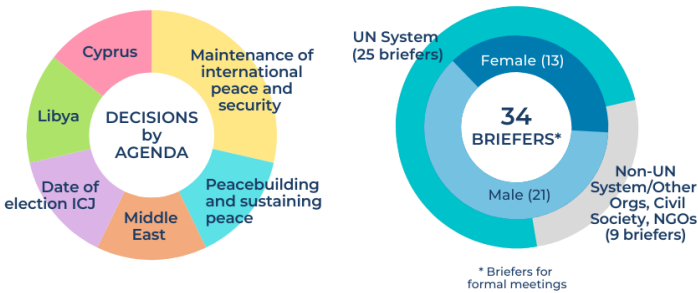 Cyprus
Maintenance of
international
peace and
security
Libya
DECISIONS
by
AGENDA
Date of
election ICJ
Middle
East
Peacebuilding
and sustaining
peace
UN System
(25 briefers)
Female (13)
34
BRIEFERS*
Male (21)
Non-UN
System/Other
Orgs, Civil
Society, NGOs
(9 briefers)
* Briefers for
formal meetings